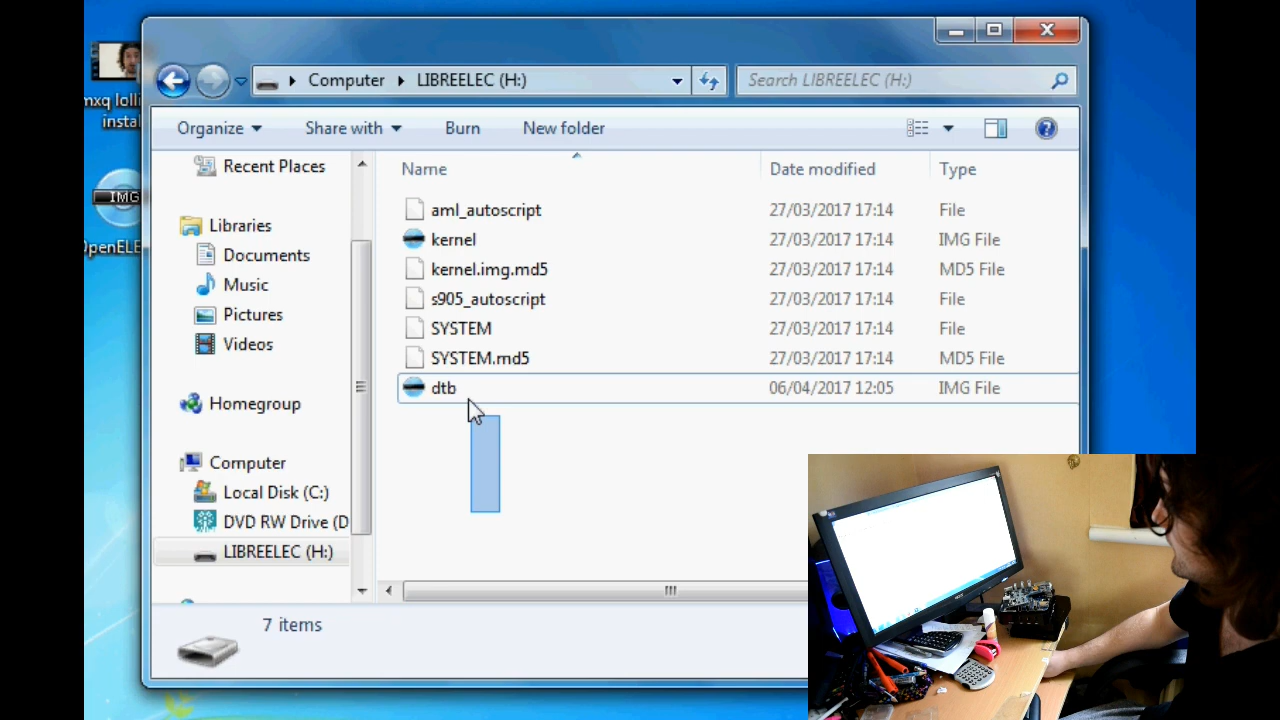 mxq lolli
instal
IMG
OpenELE
Computer LIBREELEC (H:)
Search LIBREELEC (H:)
Organize Share with Burn New folder
Recent Places
Libraries
Documents
Music
Pictures
Videos
Homegroup
Computer
Local Disk (C:)
DVD RW Drive (D
LIBREELEC (H:)
Name Date modified Type
aml_autoscript 27/03/2017 17:14 File
kernel 27/03/2017 17:14 IMG File
kernel.img.md5 27/03/2017 17:14 MD5 File
s905_autoscript 27/03/2017 17:14 File
SYSTEM 27/03/2017 17:14 File
SYSTEM.md5 27/03/2017 17:14 MD5 File
dtb 06/04/2017 12:05 IMG File
7 items